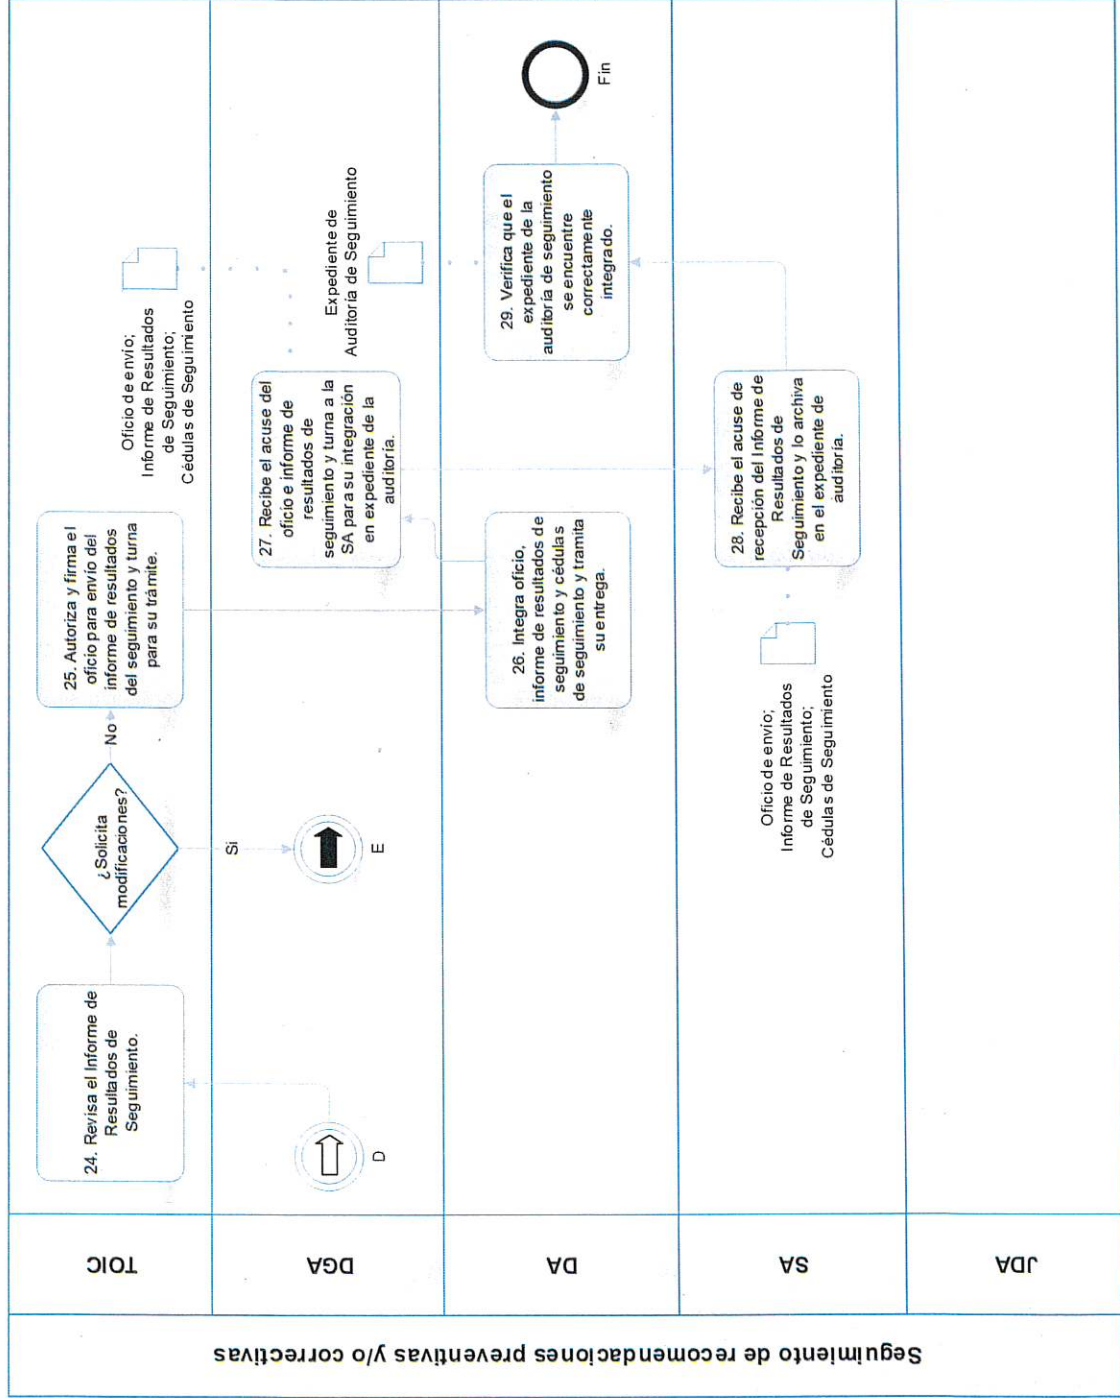 Seguimiento de recomendaciones preventivas y/o correctivas
TOIC
24. Revisa el Informe de
Resultados de
Seguimiento.
¿Solicita
modificaciones?
No
25. Autoriza y firma el
oficio para envío del
informe de resultados
del seguimiento y turna
para su trámite.
Oficio de envío;
Informe de Resultados
de Seguimiento;
Cédulas de Seguimiento
DGA
D
Si
E
27. Recibe el acuse del
oficio e informe de
resultados de
seguimiento y turna a la
SA para su integración
en expediente de la
auditoría.
Expediente de
Auditoría de Seguimiento
DA
26. Integra oficio,
informe de resultados de
seguimiento y cédulas
de seguimiento y tramita
su entrega.
29. Verifica que el
expediente de la
auditoría de seguimiento
se encuentre
correctamente
integrado.
Fin
SA
Oficio de envío;
Informe de Resultados
de Seguimiento;
Cédulas de Seguimiento
28. Recibe el acuse de
recepción del Informe de
Resultados de
Seguimiento y lo archiva
en el expediente de
auditoría.
JDA